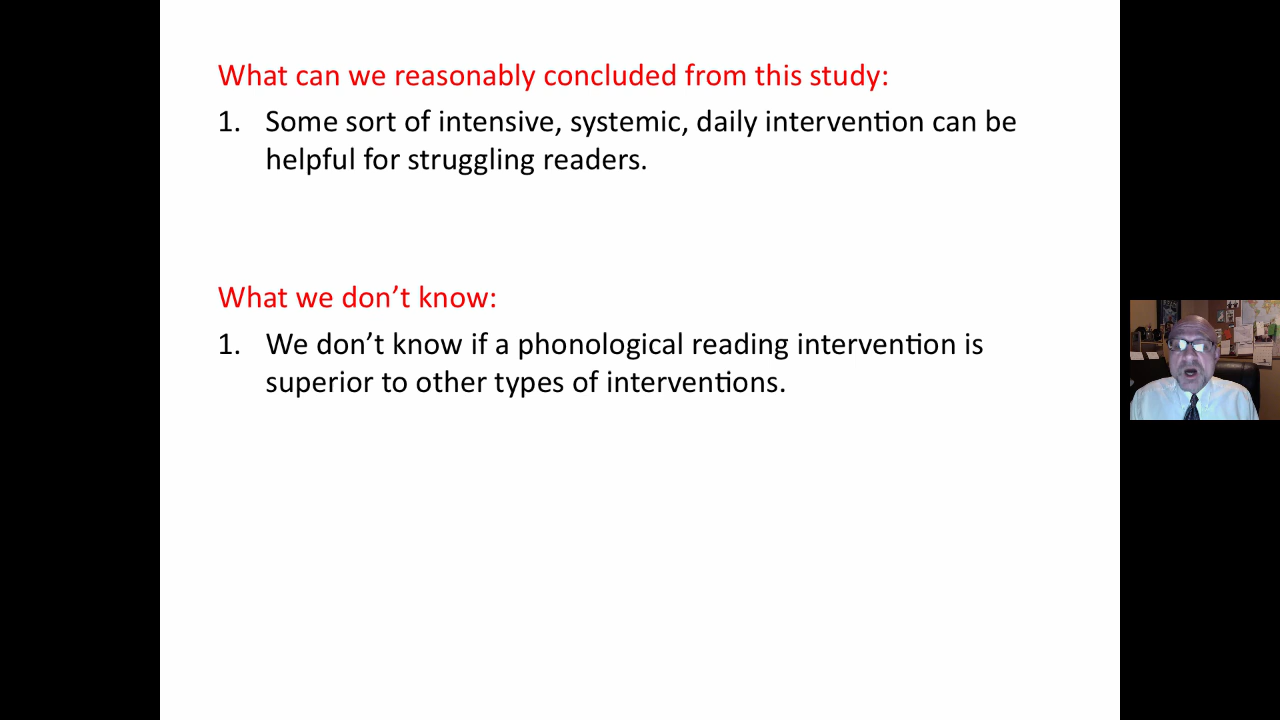 What can we reasonably concluded from this study:
1. Some sort of intensive, systemic, daily intervention can be
helpful for struggling readers.
What we don’t know:
1. We don’t know if a phonological reading intervention is
superior to other types of interventions.